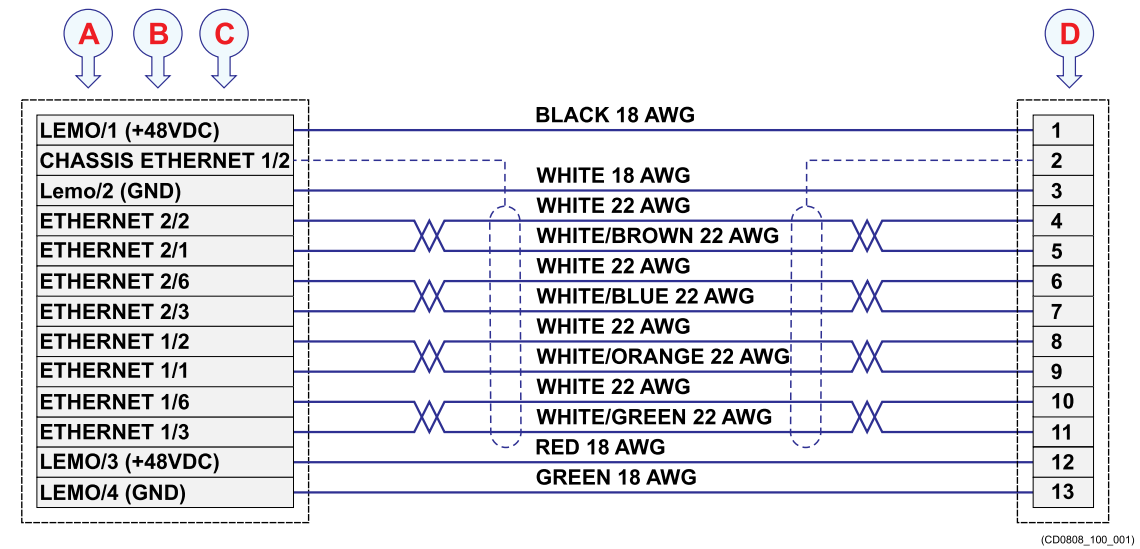 A B C D
BLACK 18 AWG
LEMO/1 (+48VDC) 1
CHASSIS ETHERNET 1/2 2
WHITE 18 AWG
Lemo/2 (GND) 3
WHITE 22 AWG
ETHERNET 2/2 4
WHITE/BROWN 22 AWG
ETHERNET 2/1 5
WHITE 22 AWG
ETHERNET 2/6 6
WHITE/BLUE 22 AWG
ETHERNET 2/3 7
WHITE 22 AWG
ETHERNET 1/2 8
WHITE/ORANGE 22 AWG
ETHERNET 1/1 9
WHITE 22 AWG
ETHERNET 1/6 10
WHITE/GREEN 22 AWG
ETHERNET 1/3 11
RED 18 AWG
LEMO/3 (+48VDC) 12
GREEN 18 AWG
LEMO/4 (GND) 13
(CD0808_100_001)